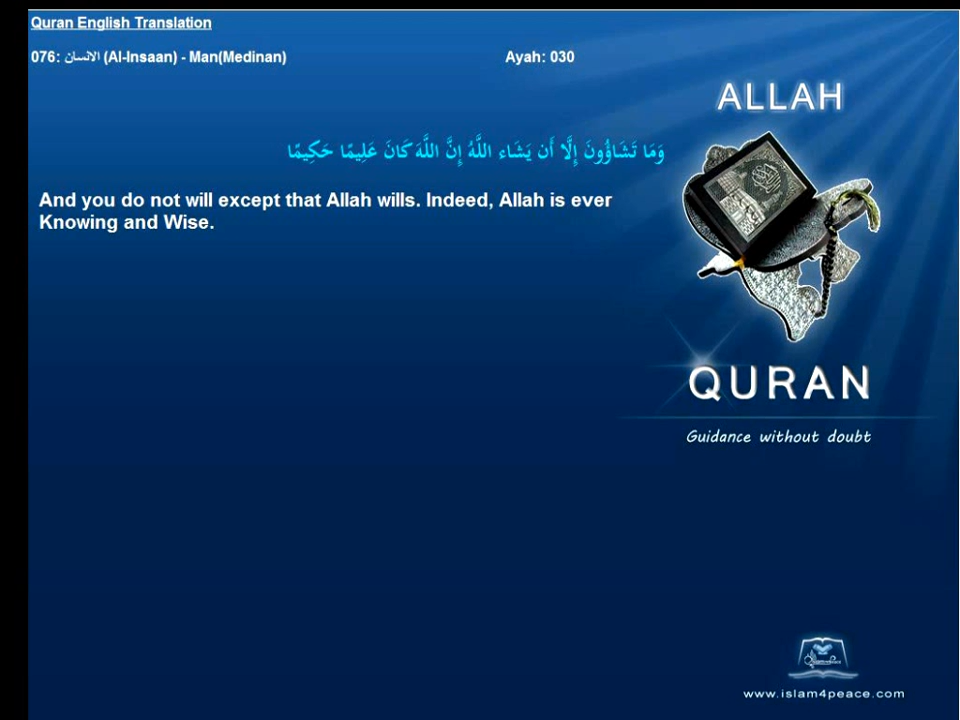 Quran English Translation
076: الانسان (Al-Insaan) - Man(Medinan) Ayah: 030
ALLAH
وَمَا تَشَاؤُونَ إِلَّا أَن يَشَاء اللَّهُ إِنَّ اللَّهَ كَانَ عَلِيمًا حَكِيمًا
And you do not will except that Allah wills. Indeed, Allah is ever
Knowing and Wise.
QURAN
Guidance without doubt
www.islam4peace.com